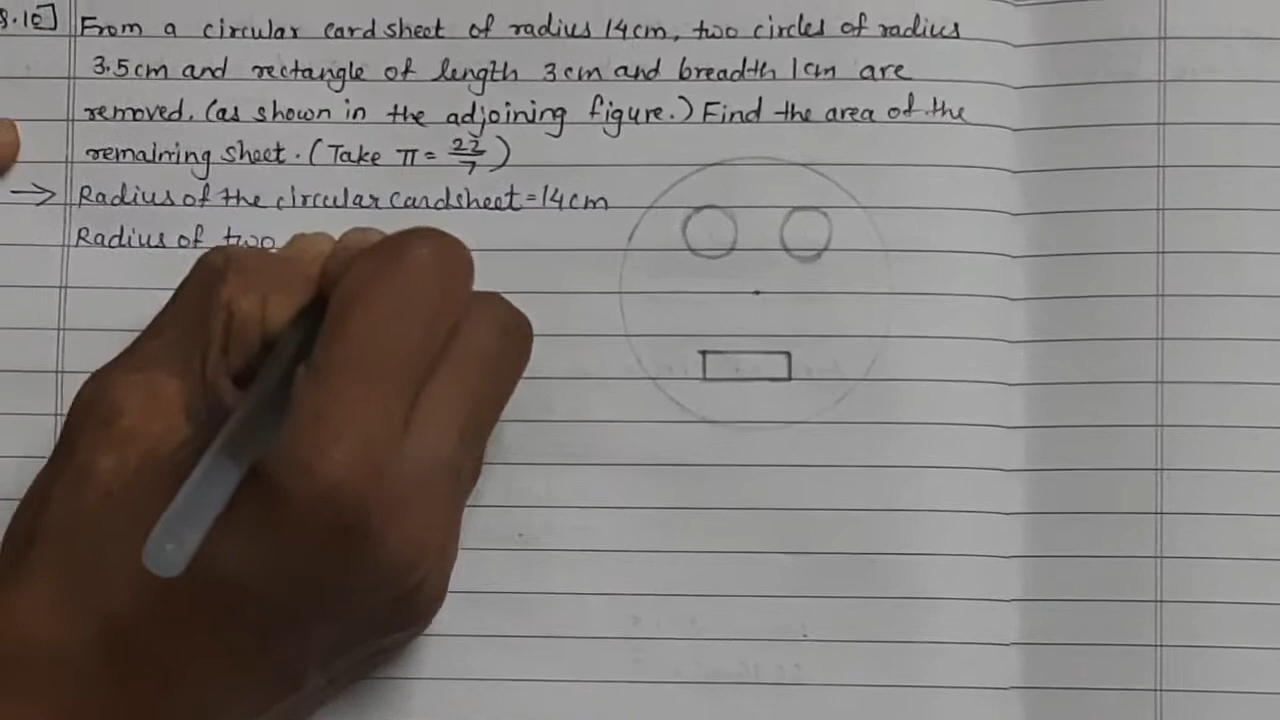 From a circular cardsheet of radius 14cm, two circles of radius
3.5cm and rectangle of length 3cm and breadth 1cm are
removed. (as shown in the adjoining figure.) Find the area of the
remaining sheet. (Take π = 22/7)
→ Radius of the circular cardsheet = 14cm
Radius of two